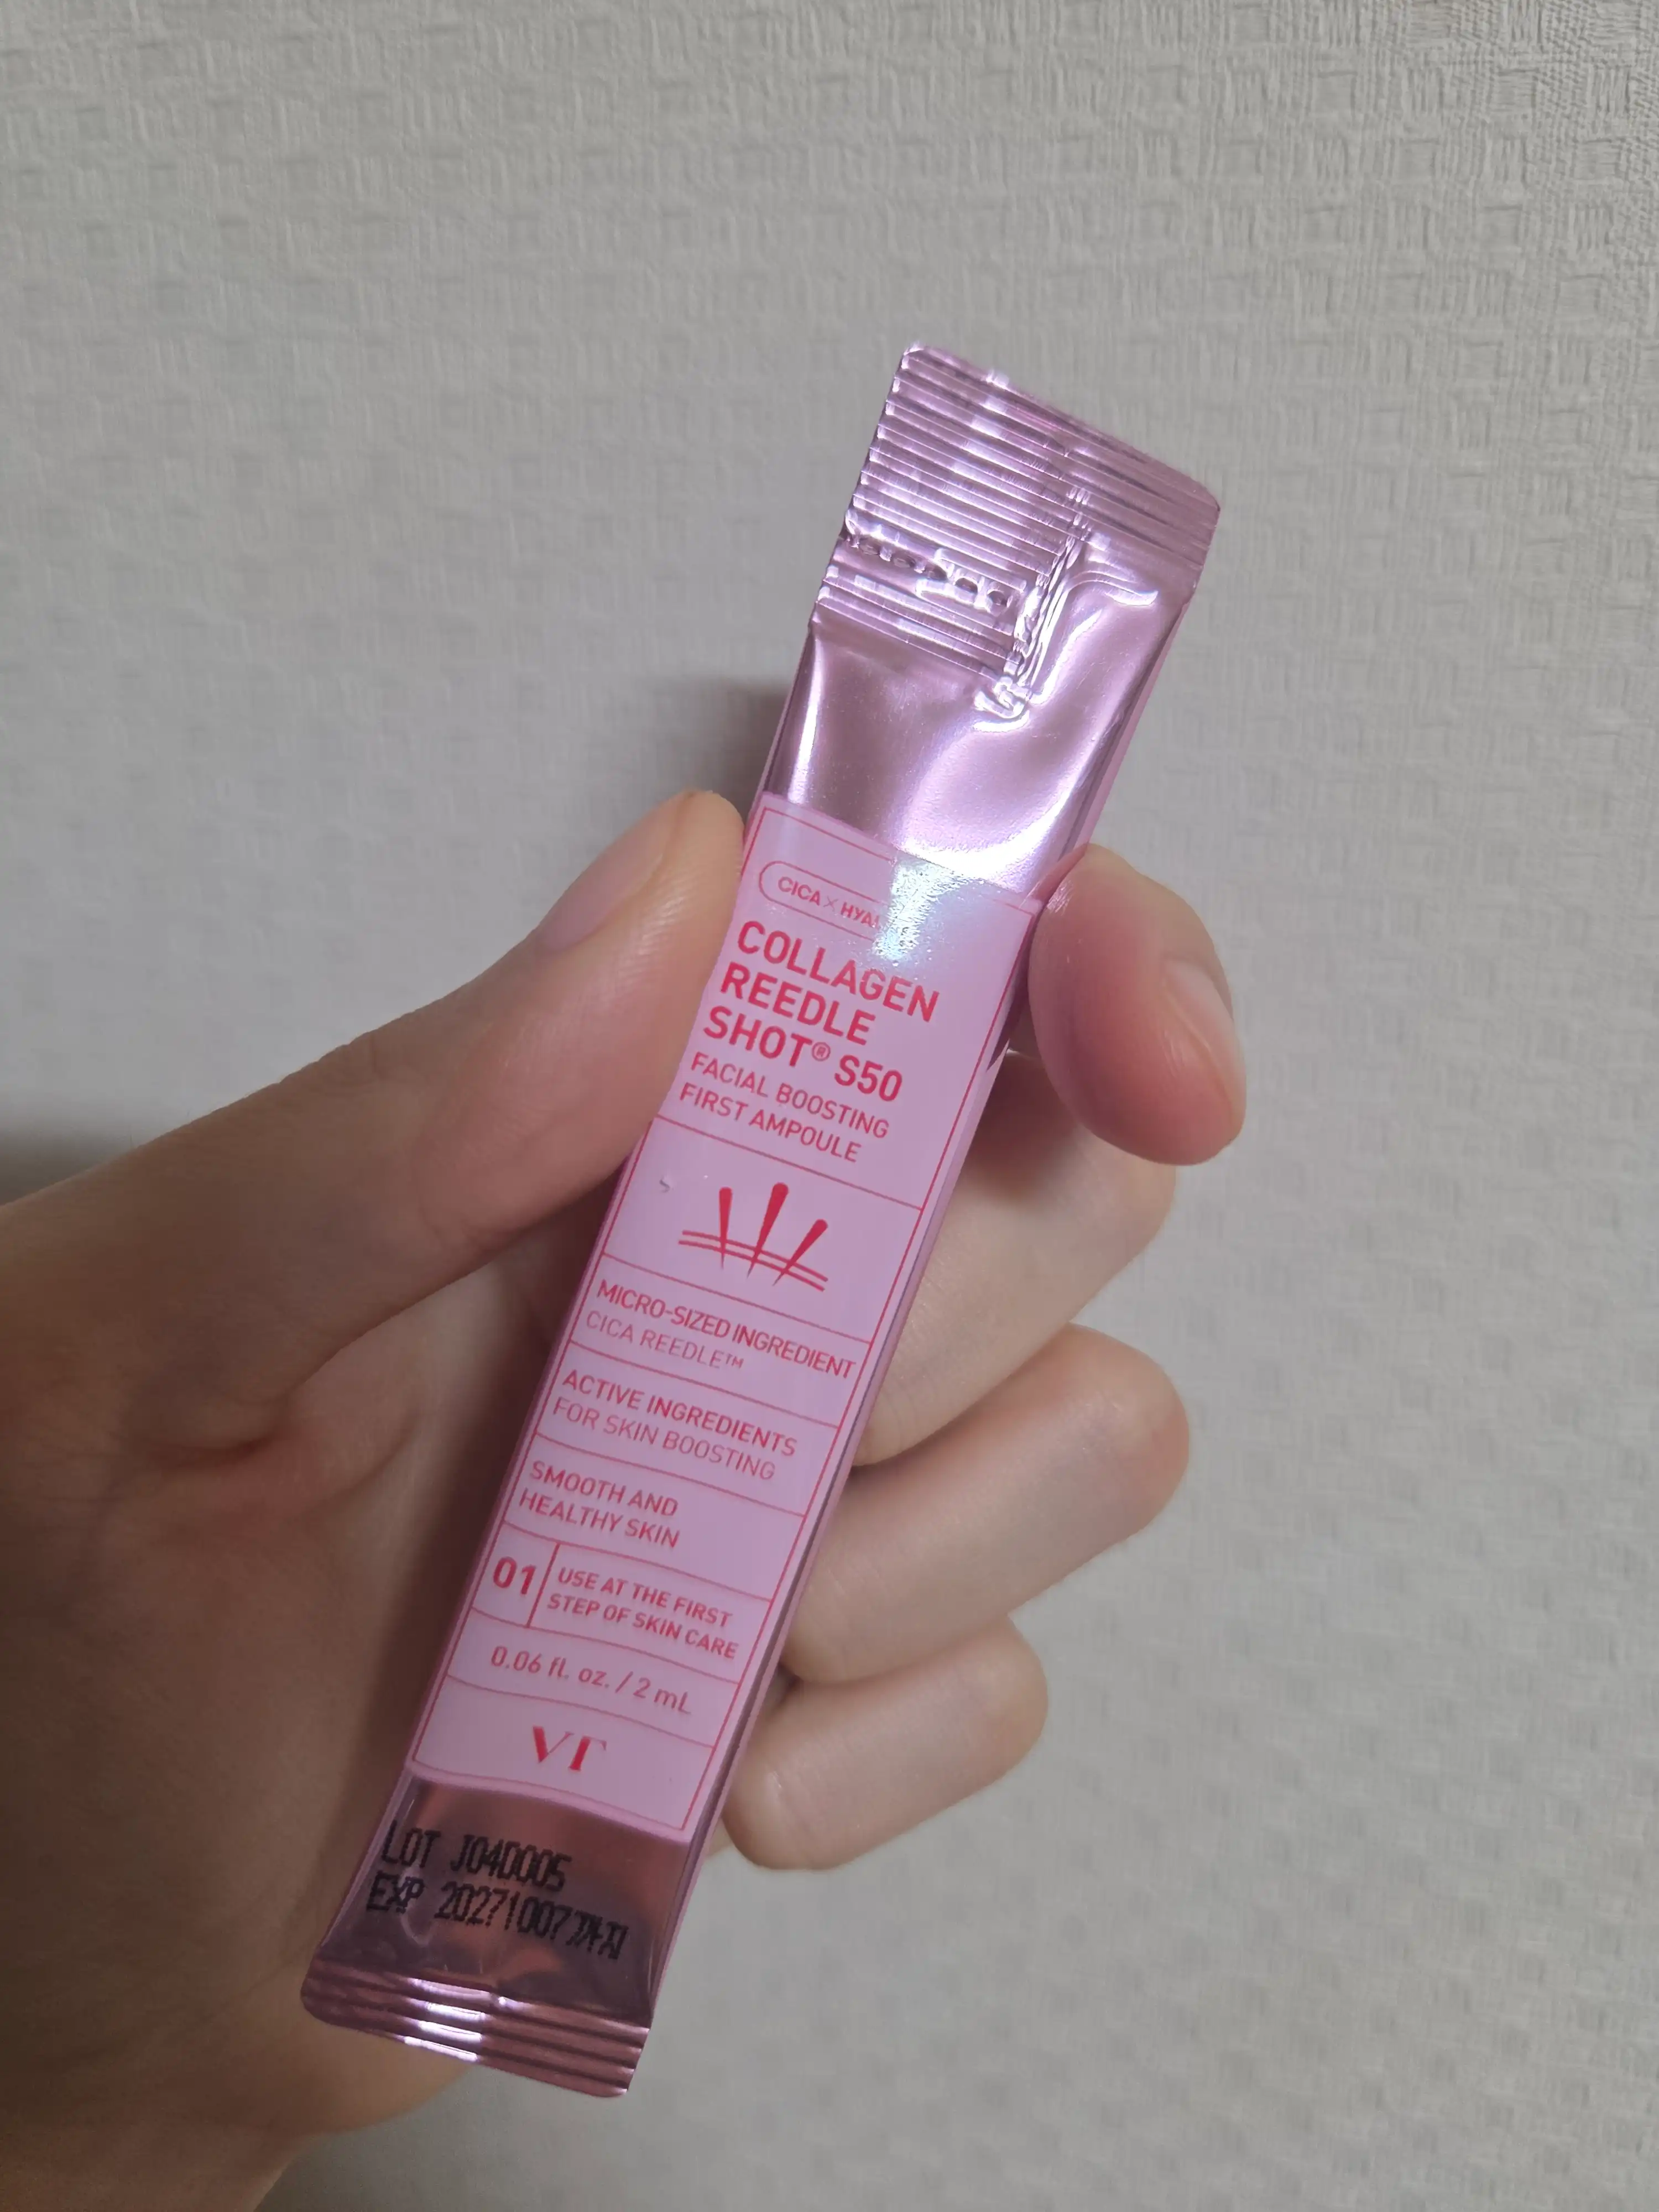 CICA × HYAL
COLLAGEN
REEDLE
SHOT® S50
FACIAL BOOSTING
FIRST AMPOULE
MICRO-SIZED INGREDIENT
CICA REEDLE™
ACTIVE INGREDIENTS
FOR SKIN BOOSTING
SMOOTH AND
HEALTHY SKIN
01
USE AT THE FIRST
STEP OF SKIN CARE
0.06 fl. oz. / 2 mL
VT
LOT J040005
EXP 20271007까지